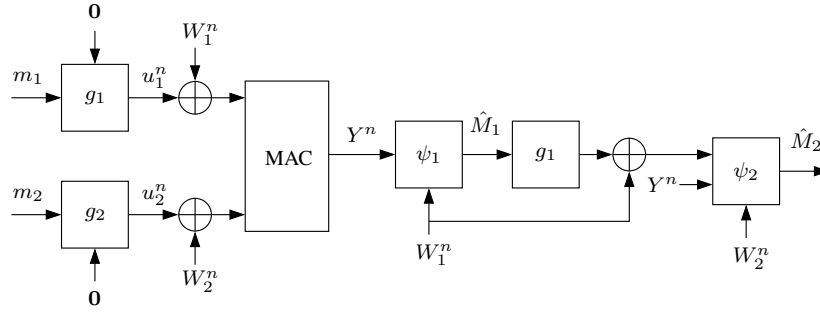 𝟎
W_1^n
m_1
g_1
u_1^n
MAC
Y^n
ψ_1
M̂_1
g_1
ψ_2
M̂_2
Y^n
m_2
g_2
u_2^n
W_2^n
W_1^n
W_2^n
𝟎